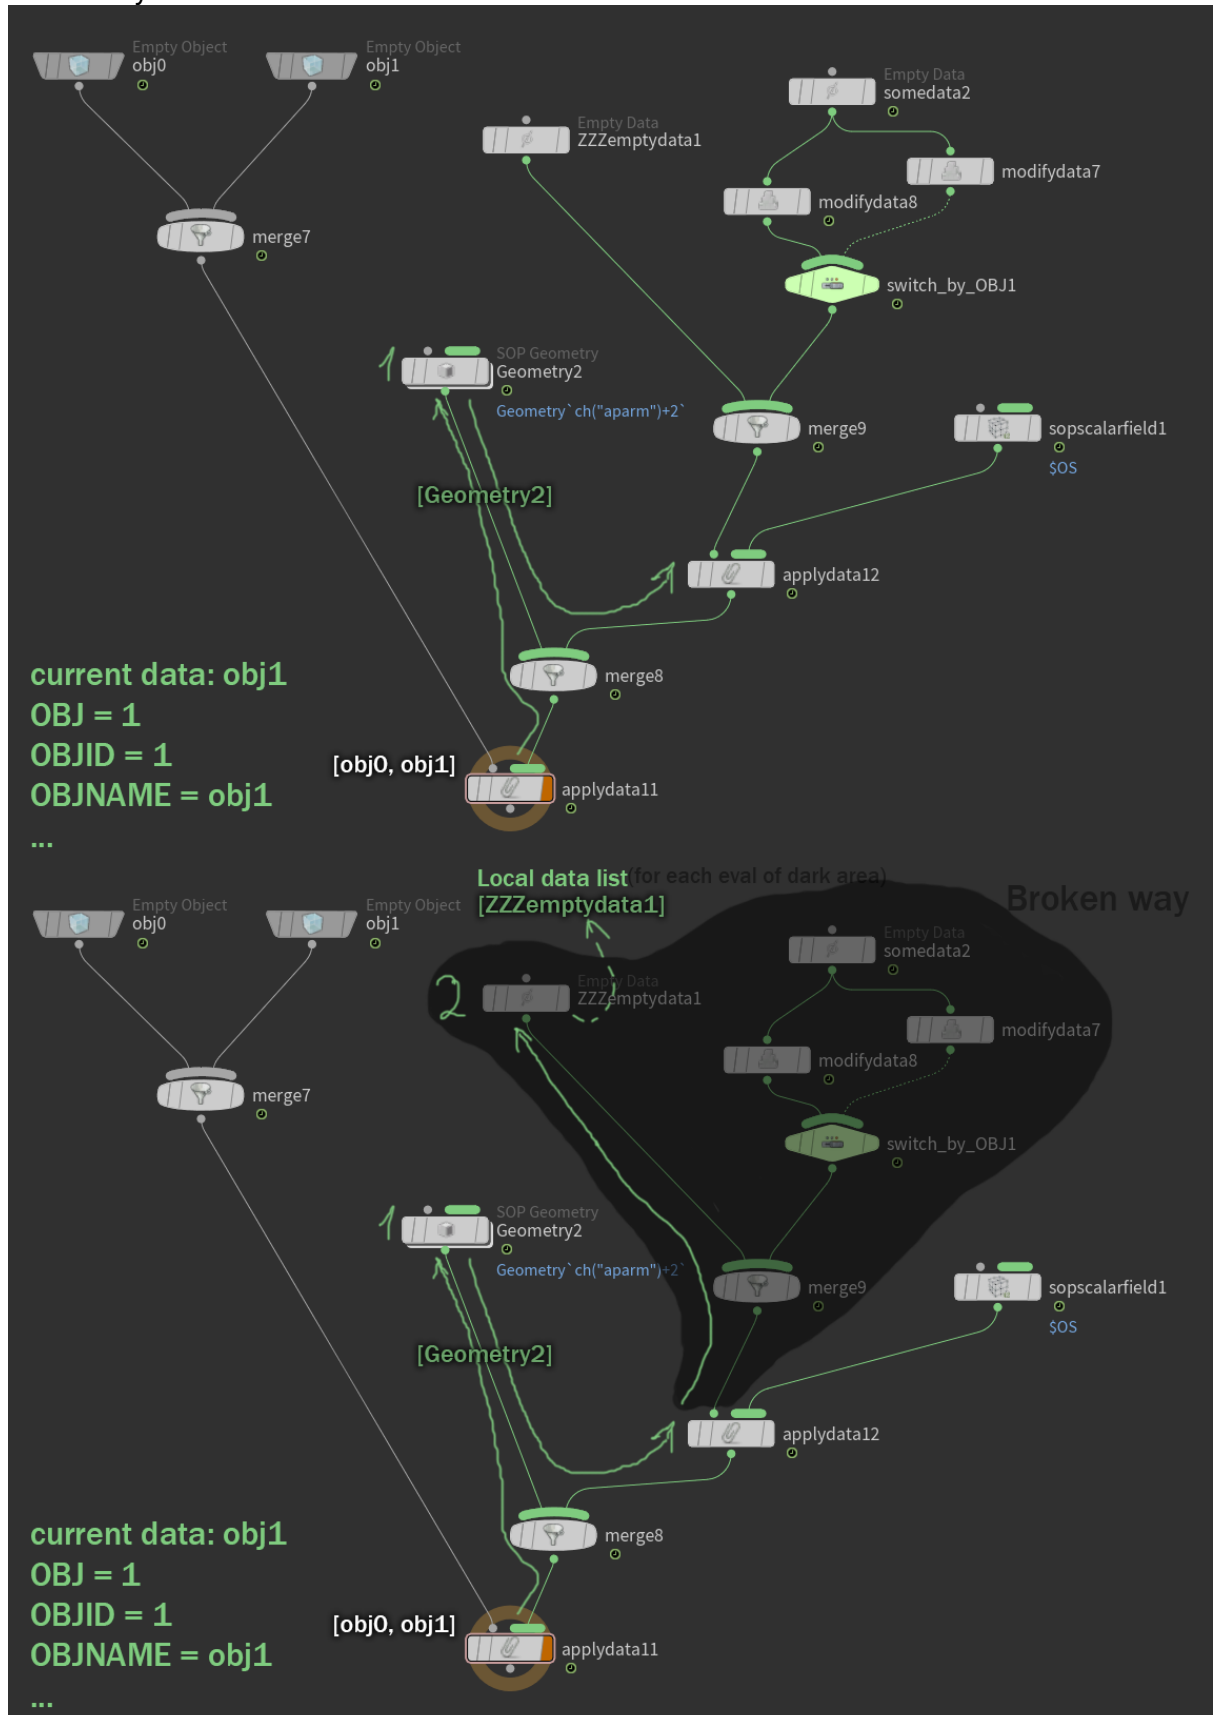 Empty Object
obj0
Empty Object
obj1
Empty Data
somedata2
Empty Data
ZZZemptydata1
modifydata7
modifydata8
merge7
switch_by_OBJ1
1
SOP Geometry
Geometry2
Geometry`ch("aparm")+2`
merge9
sopscalarfield1
$OS
[Geometry2]
applydata12
merge8
current data: obj1
OBJ = 1
OBJID = 1
OBJNAME = obj1
...
[obj0, obj1]
applydata11
Local data list (for each eval of dark area)
[ZZZemptydata1]
Broken way
Empty Object
obj0
Empty Object
obj1
Empty Data
somedata2
2
Empty Data
ZZZemptydata1
modifydata7
modifydata8
merge7
switch_by_OBJ1
1
SOP Geometry
Geometry2
Geometry`ch("aparm")+2`
merge9
sopscalarfield1
$OS
[Geometry2]
applydata12
merge8
current data: obj1
OBJ = 1
OBJID = 1
OBJNAME = obj1
...
[obj0, obj1]
applydata11